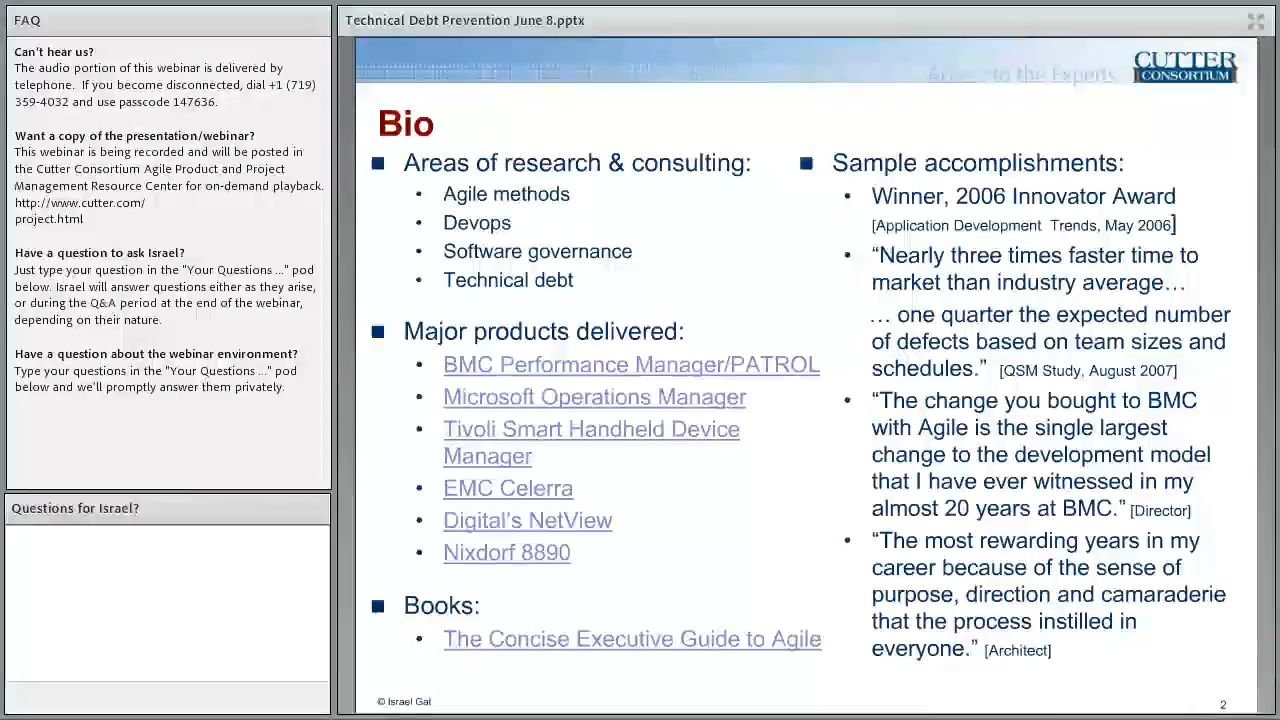 FAQ
Can't hear us?
The audio portion of this webinar is delivered by
telephone. If you become disconnected, dial +1 (719)
359-4032 and use passcode 147636.
Want a copy of the presentation/webinar?
This webinar is being recorded and will be posted in
the Cutter Consortium Agile Product and Project
Management Resource Center for on-demand playback.
http://www.cutter.com/
project.html
Have a question to ask Israel?
Just type your question in the "Your Questions ..." pod
below. Israel will answer questions either as they arise,
or during the Q&A period at the end of the webinar,
depending on their nature.
Have a question about the webinar environment?
Type your questions in the "Your Questions ..." pod
below and we'll promptly answer them privately.
Questions for Israel?
Technical Debt Prevention June 8.pptx
Access to the Experts
CUTTER
CONSORTIUM
Bio
Areas of research & consulting:
Agile methods
Devops
Software governance
Technical debt
Major products delivered:
BMC Performance Manager/PATROL
Microsoft Operations Manager
Tivoli Smart Handheld Device
Manager
EMC Celerra
Digital's NetView
Nixdorf 8890
Books:
The Concise Executive Guide to Agile
Sample accomplishments:
Winner, 2006 Innovator Award
[Application Development Trends, May 2006]
“Nearly three times faster time to
market than industry average…
… one quarter the expected number
of defects based on team sizes and
schedules.” [QSM Study, August 2007]
“The change you bought to BMC
with Agile is the single largest
change to the development model
that I have ever witnessed in my
almost 20 years at BMC.” [Director]
“The most rewarding years in my
career because of the sense of
purpose, direction and camaraderie
that the process instilled in
everyone.” [Architect]
© Israel Gat
2